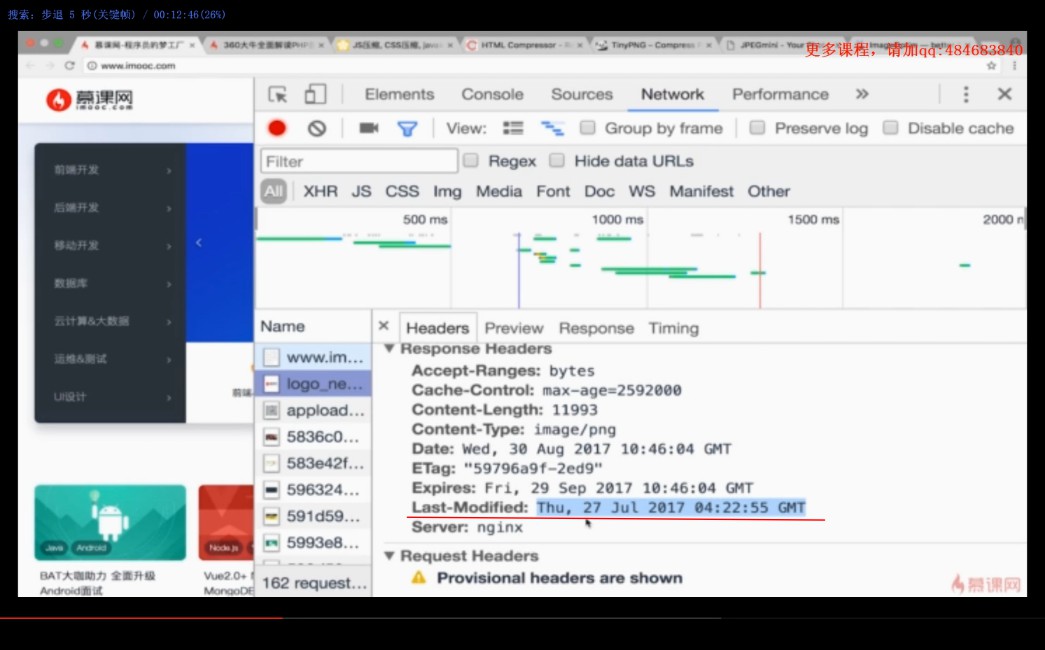 搜索: 步退 5 秒(关键帧) / 00:12:46(26%)
更多课程，请加qq:484683840
慕课网-程序员的梦工厂
360大牛全面解读PHP
JS压缩, CSS压缩, javas
HTML Compressor - R
TinyPNG – Compress
JPEGmini - Your
www.imooc.com
慕课网
imooc.com
Elements Console Sources Network Performance »
View: Group by frame Preserve log Disable cache
Filter Regex Hide data URLs
All XHR JS CSS Img Media Font Doc WS Manifest Other
500 ms 1000 ms 1500 ms 2000 m
前端开发
后端开发
移动开发
数据库
云计算&大数据
运维&测试
UI设计
前端
Java Android
Node.js
BAT大咖助力 全面升级
Android面试
Vue2.0+
MongoDB
Name
www.im...
logo_ne...
appload...
5836c0...
583e42f...
596324...
591d59...
5993e8...
162 request...
× Headers Preview Response Timing
Response Headers
Accept-Ranges: bytes
Cache-Control: max-age=2592000
Content-Length: 11993
Content-Type: image/png
Date: Wed, 30 Aug 2017 10:46:04 GMT
ETag: "59796a9f-2ed9"
Expires: Fri, 29 Sep 2017 10:46:04 GMT
Last-Modified: Thu, 27 Jul 2017 04:22:55 GMT
Server: nginx
Request Headers
Provisional headers are shown
慕课网